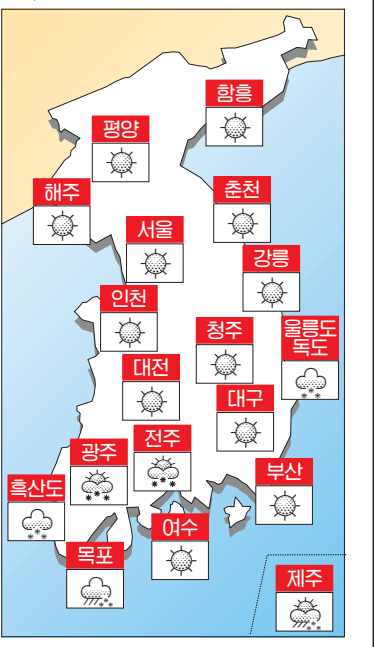 함흥
평양
해주
춘천
서울
강릉
인천
청주
울릉도
독도
대전
대구
전주
광주
부산
흑산도
여수
목포
제주